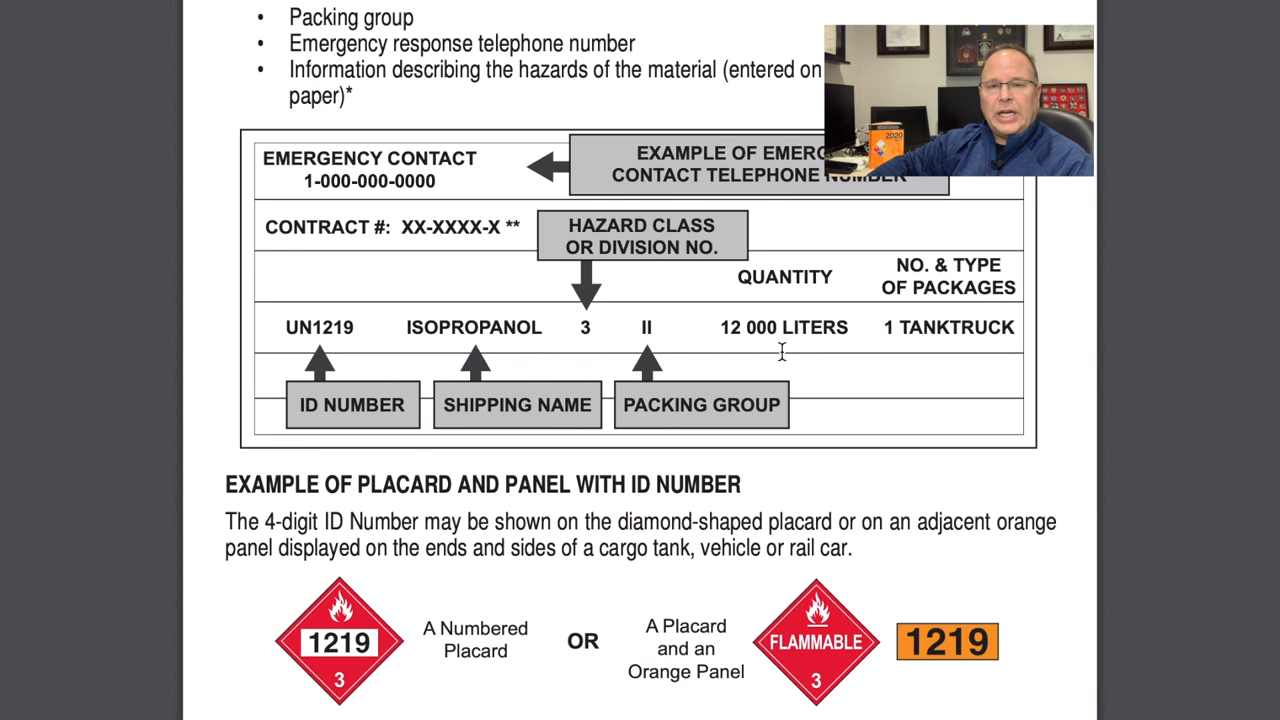 • Packing group
• Emergency response telephone number
• Information describing the hazards of the material (entered on
paper)*
2020
EMERGENCY CONTACT
1-000-000-0000
EXAMPLE OF EMERG
CONTACT TELEPHONE NUMBER
CONTRACT #: XX-XXXX-X **
HAZARD CLASS
OR DIVISION NO.
QUANTITY
NO. & TYPE
OF PACKAGES
UN1219 ISOPROPANOL 3 II 12 000 LITERS 1 TANKTRUCK
ID NUMBER SHIPPING NAME PACKING GROUP
EXAMPLE OF PLACARD AND PANEL WITH ID NUMBER
The 4-digit ID Number may be shown on the diamond-shaped placard or on an adjacent orange
panel displayed on the ends and sides of a cargo tank, vehicle or rail car.
1219
3
A Numbered
Placard
OR
A Placard
and an
Orange Panel
FLAMMABLE
3
1219